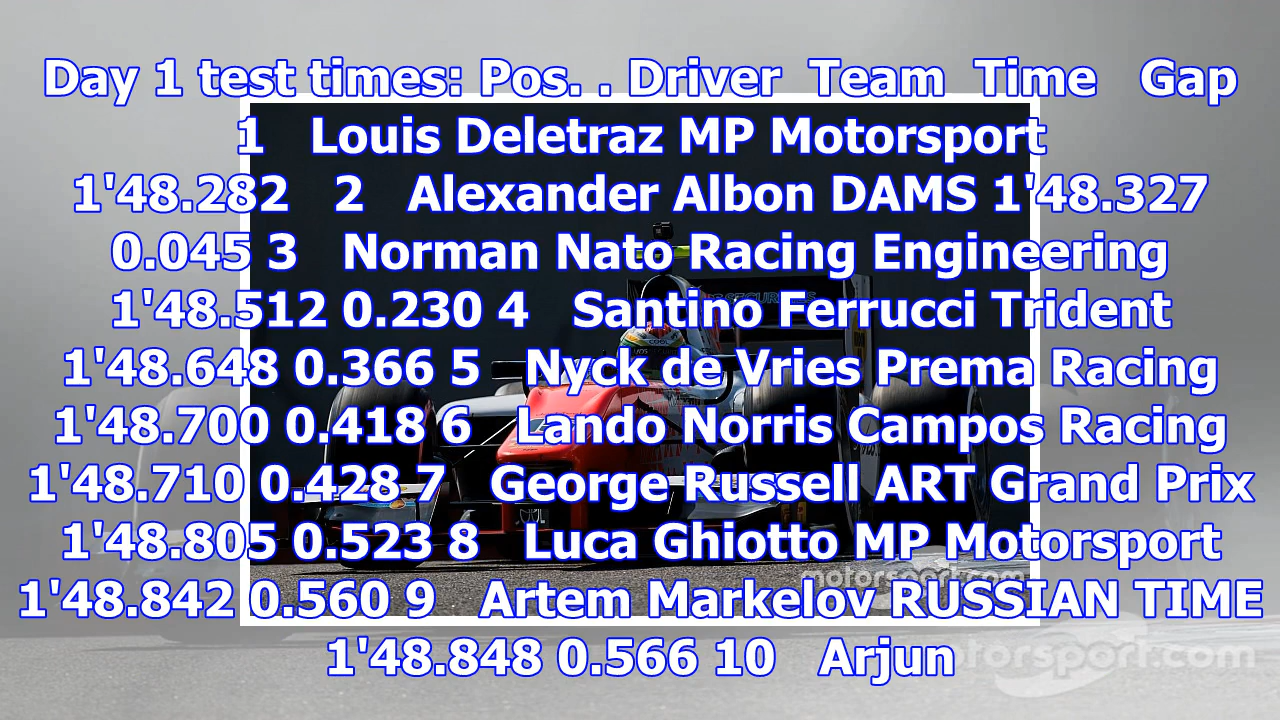 Day 1 test times: Pos. . Driver Team Time Gap
1 Louis Deletraz MP Motorsport
1'48.282 2 Alexander Albon DAMS 1'48.327
0.045 3 Norman Nato Racing Engineering
1'48.512 0.230 4 Santino Ferrucci Trident
1'48.648 0.366 5 Nyck de Vries Prema Racing
1'48.700 0.418 6 Lando Norris Campos Racing
1'48.710 0.428 7 George Russell ART Grand Prix
1'48.805 0.523 8 Luca Ghiotto MP Motorsport
1'48.842 0.560 9 Artem Markelov RUSSIAN TIME
1'48.848 0.566 10 Arjun
motorsport.com
motorsport.com